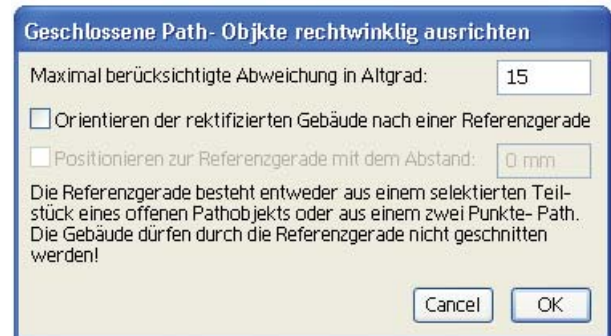 Geschlossene Path- Objkte rechtwinklig ausrichten
Maximal berücksichtigte Abweichung in Altgrad: 15
Orientieren der rektifizierten Gebäude nach einer Referenzgerade
Positionieren zur Referenzgerade mit dem Abstand: 0 mm
Die Referenzgerade besteht entweder aus einem selektierten Teil-
stück eines offenen Pathobjekts oder aus einem zwei Punkte- Path.
Die Gebäude dürfen durch die Referenzgerade nicht geschnitten
werden!
Cancel OK